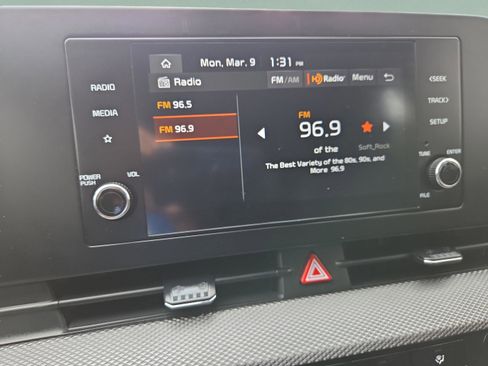 Mon, Mar. 9 1:31 PM
Radio FM/AM HD Radio Menu
RADIO
MEDIA
POWER
PUSH
VOL
FM 96.5
FM 96.9
FM
96.9
of the Soft_Rock
The Best Variety of the 80s, 90s, and
More 96.9
<SEEK
TRACK>
SETUP
TUNE
ENTER
FILE